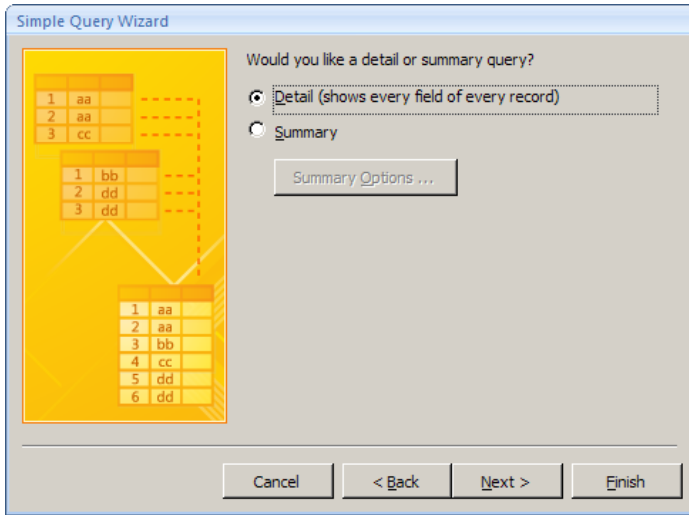 Simple Query Wizard
Would you like a detail or summary query?
Detail (shows every field of every record)
Summary
Summary Options ...
1 aa
2 aa
3 cc
1 bb
2 dd
3 dd
1 aa
2 aa
3 bb
4 cc
5 dd
6 dd
Cancel
< Back
Next >
Finish